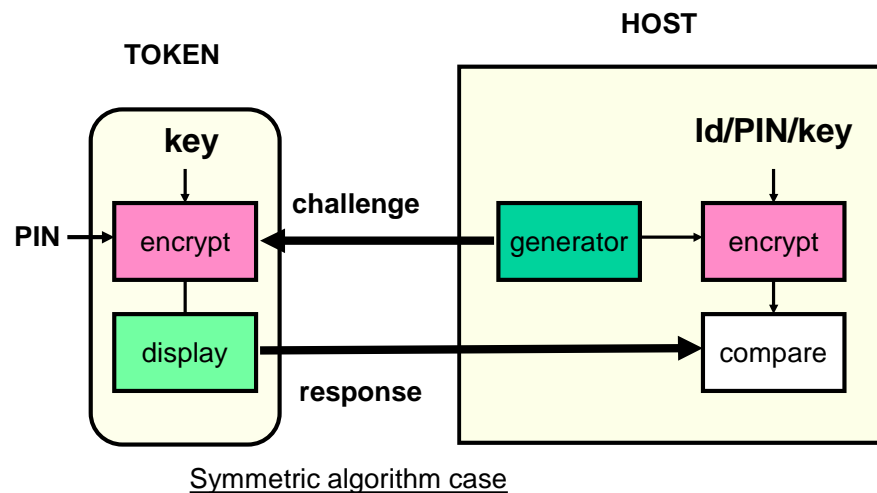 HOST
TOKEN
key
Id/PIN/key
challenge
PIN
encrypt
generator
encrypt
display
compare
response
Symmetric algorithm case